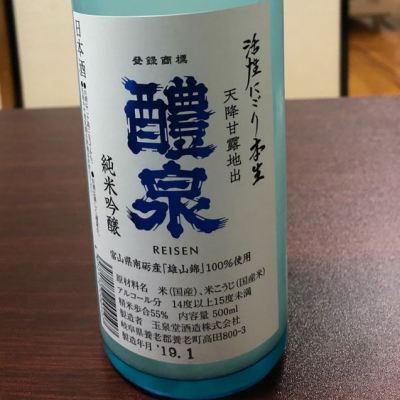 日本酒
登録商標
活性にごり本生
天降甘露地出
醴泉
REISEN
純米吟醸
富山県南砺産「雄山錦」100%使用
原材料名 米(国産)、米こうじ(国産米)
アルコール分 14度以上15度未満
精米歩合55% 内容量 500ml
製造者 玉泉堂酒造株式会社
岐阜県養老郡養老町高田800-3
製造年月 '19.1